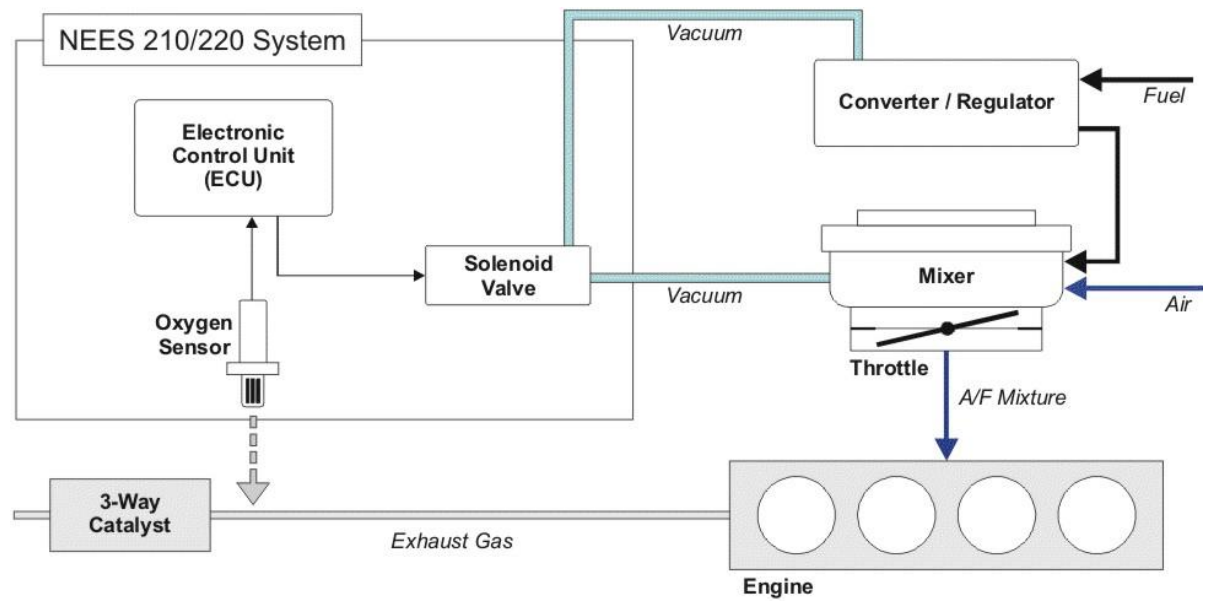 NEES 210/220 System
Vacuum
Converter / Regulator
Fuel
Electronic
Control Unit
(ECU)
Solenoid
Valve
Vacuum
Mixer
Air
Oxygen
Sensor
Throttle
A/F Mixture
3-Way
Catalyst
Exhaust Gas
Engine